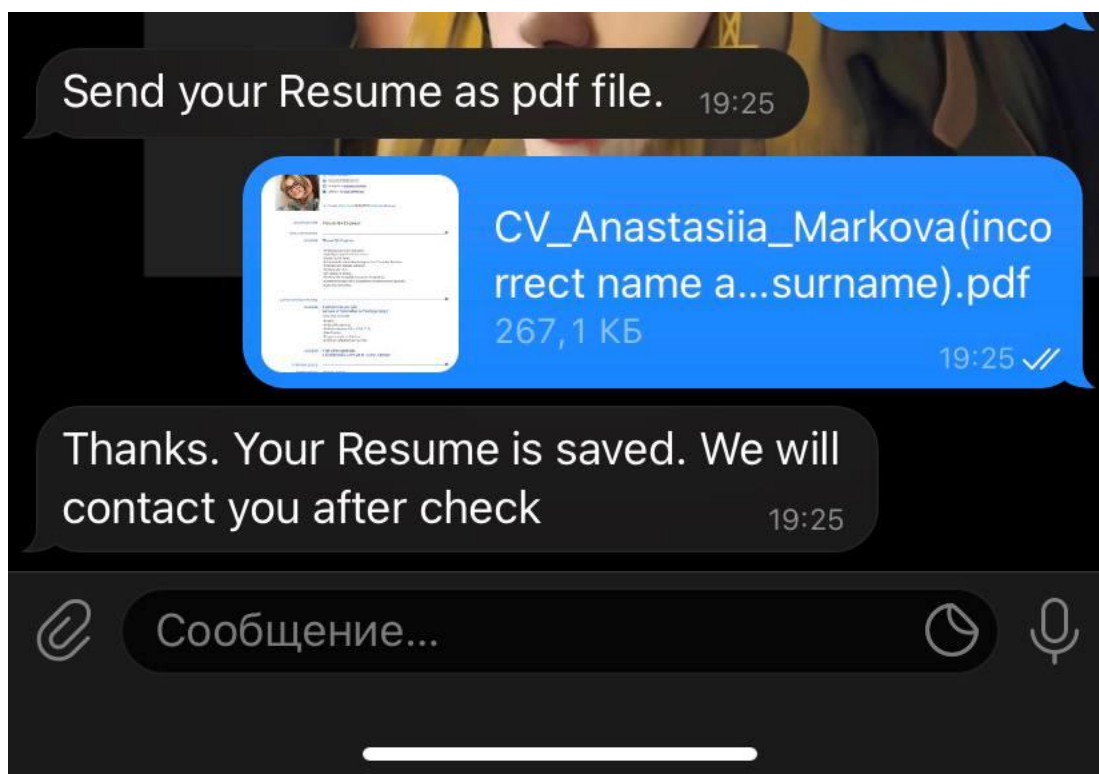 Send your Resume as pdf file. 19:25
CV_Anastasiia_Markova(inco
rrect name a...surname).pdf
267,1 КБ
19:25
Thanks. Your Resume is saved. We will
contact you after check 19:25
Сообщение...